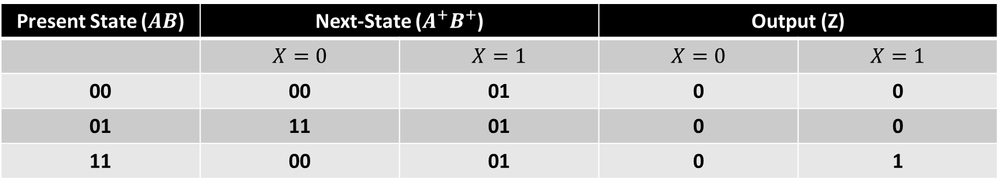 Present State (AB) Next-State (A⁺B⁺) Output (Z)
X = 0 X = 1 X = 0 X = 1
00 00 01 0 0
01 11 01 0 0
11 00 01 0 1